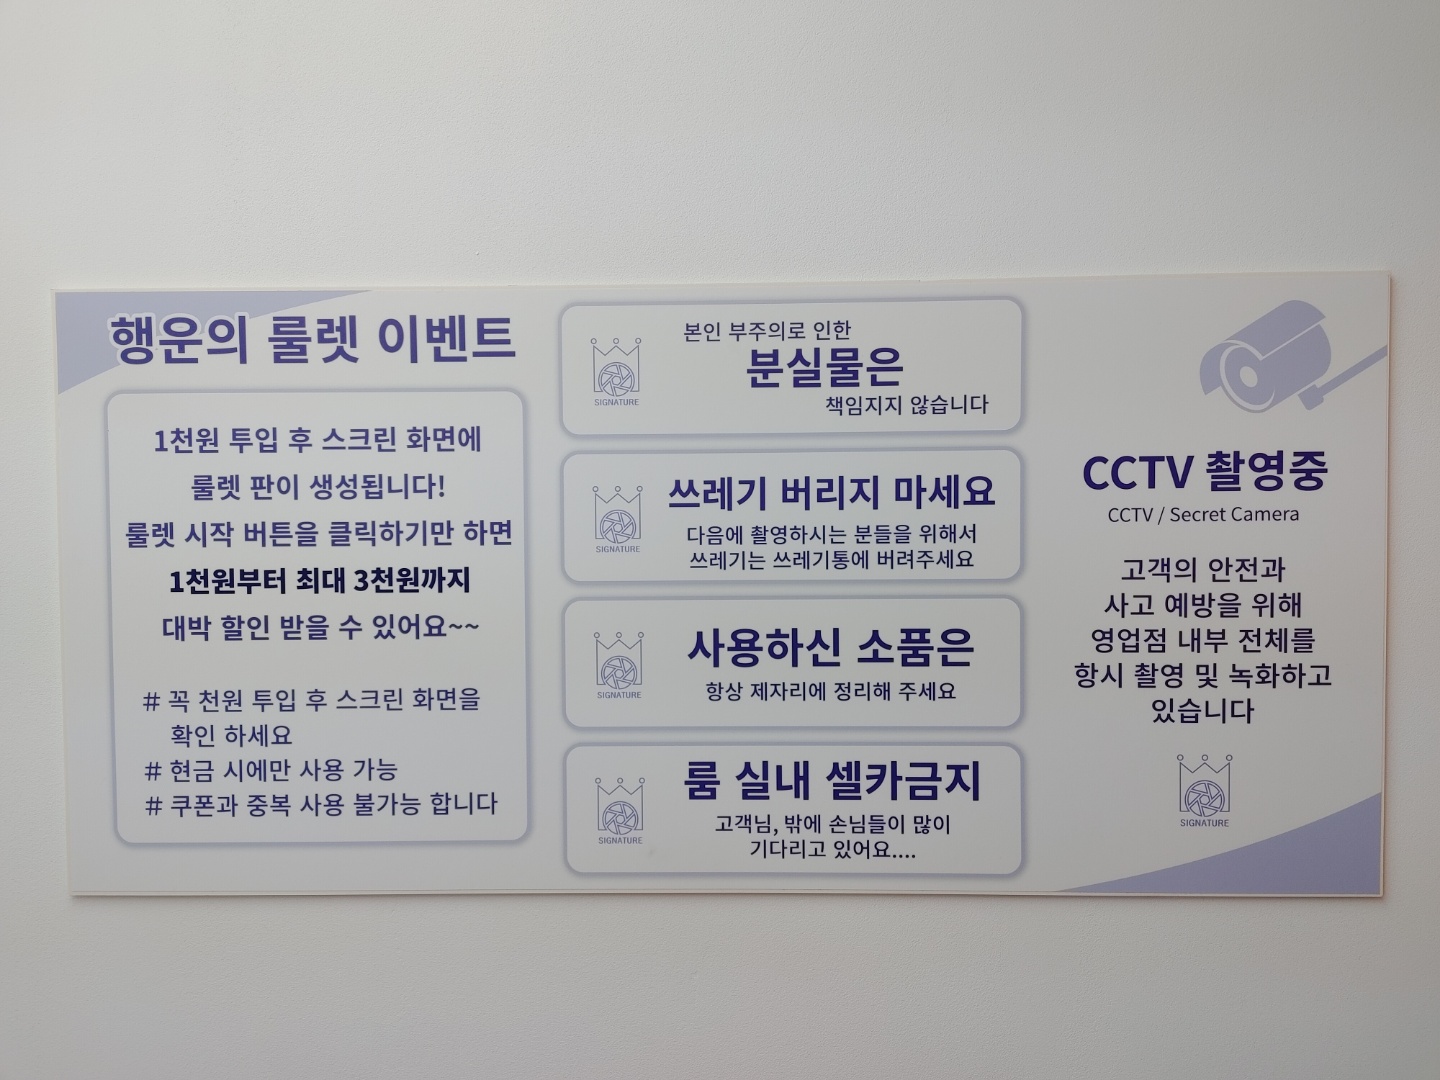 행운의 룰렛 이벤트
1천원 투입 후 스크린 화면에
룰렛 판이 생성됩니다!
룰렛 시작 버튼을 클릭하기만 하면
1천원부터 최대 3천원까지
대박 할인 받을 수 있어요~~
# 꼭 천원 투입 후 스크린 화면을
확인 하세요
# 현금 시에만 사용 가능
# 쿠폰과 중복 사용 불가능 합니다
SIGNATURE
본인 부주의로 인한
분실물은
책임지지 않습니다
SIGNATURE
쓰레기 버리지 마세요
다음에 촬영하시는 분들을 위해서
쓰레기는 쓰레기통에 버려주세요
SIGNATURE
사용하신 소품은
항상 제자리에 정리해 주세요
SIGNATURE
룸 실내 셀카금지
고객님, 밖에 손님들이 많이
기다리고 있어요....
CCTV 촬영중
CCTV / Secret Camera
고객의 안전과
사고 예방을 위해
영업점 내부 전체를
항시 촬영 및 녹화하고
있습니다
SIGNATURE